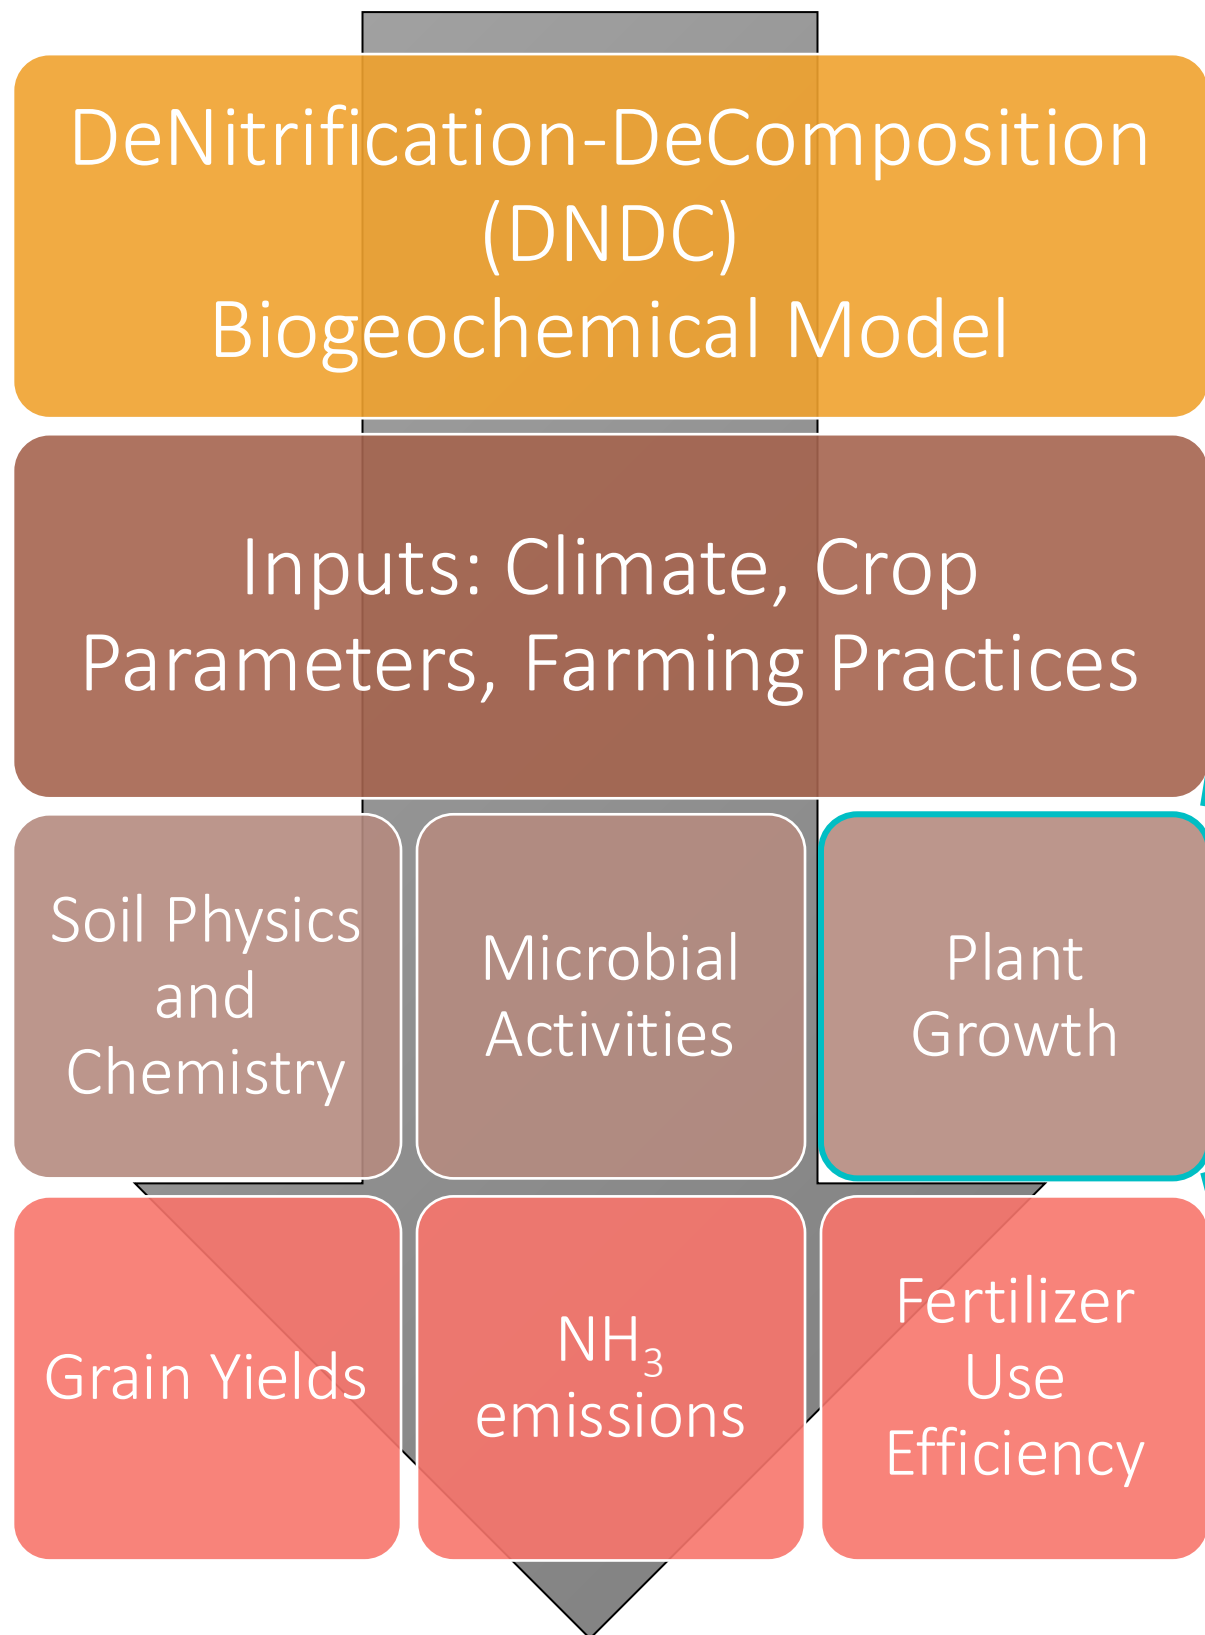 DeNitrification-DeComposition
(DNDC)
Biogeochemical Model
Inputs: Climate, Crop
Parameters, Farming Practices
Soil Physics
and
Chemistry
Microbial
Activities
Plant
Growth
Grain Yields
NH₃
emissions
Fertilizer
Use
Efficiency